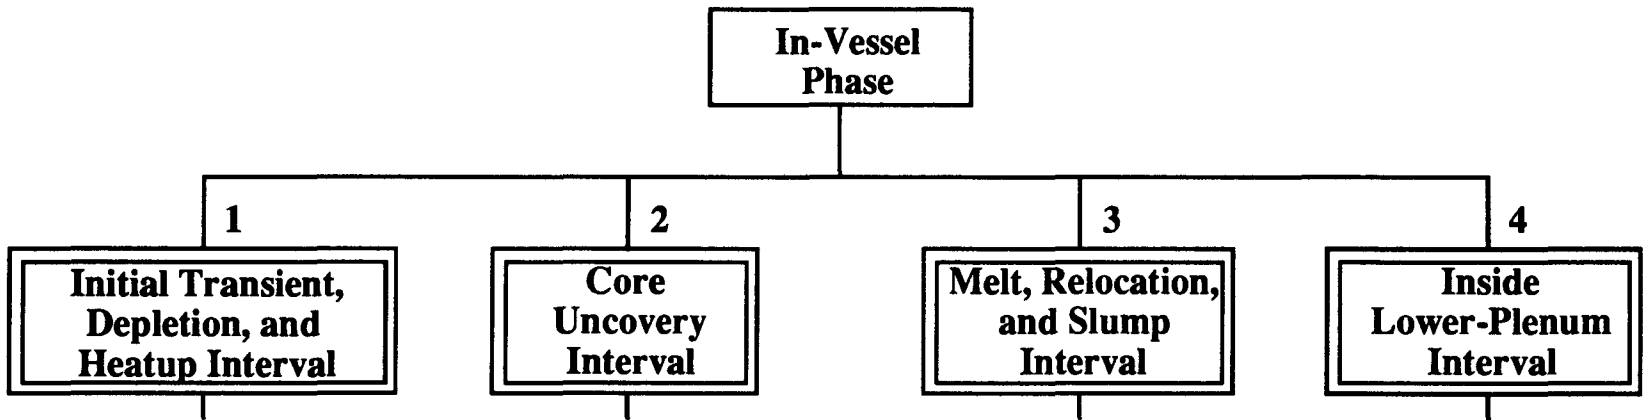 In-Vessel
Phase
1
2
3
4
Initial Transient,
Depletion, and
Heatup Interval
Core
Uncovery
Interval
Melt, Relocation,
and Slump
Interval
Inside
Lower-Plenum
Interval